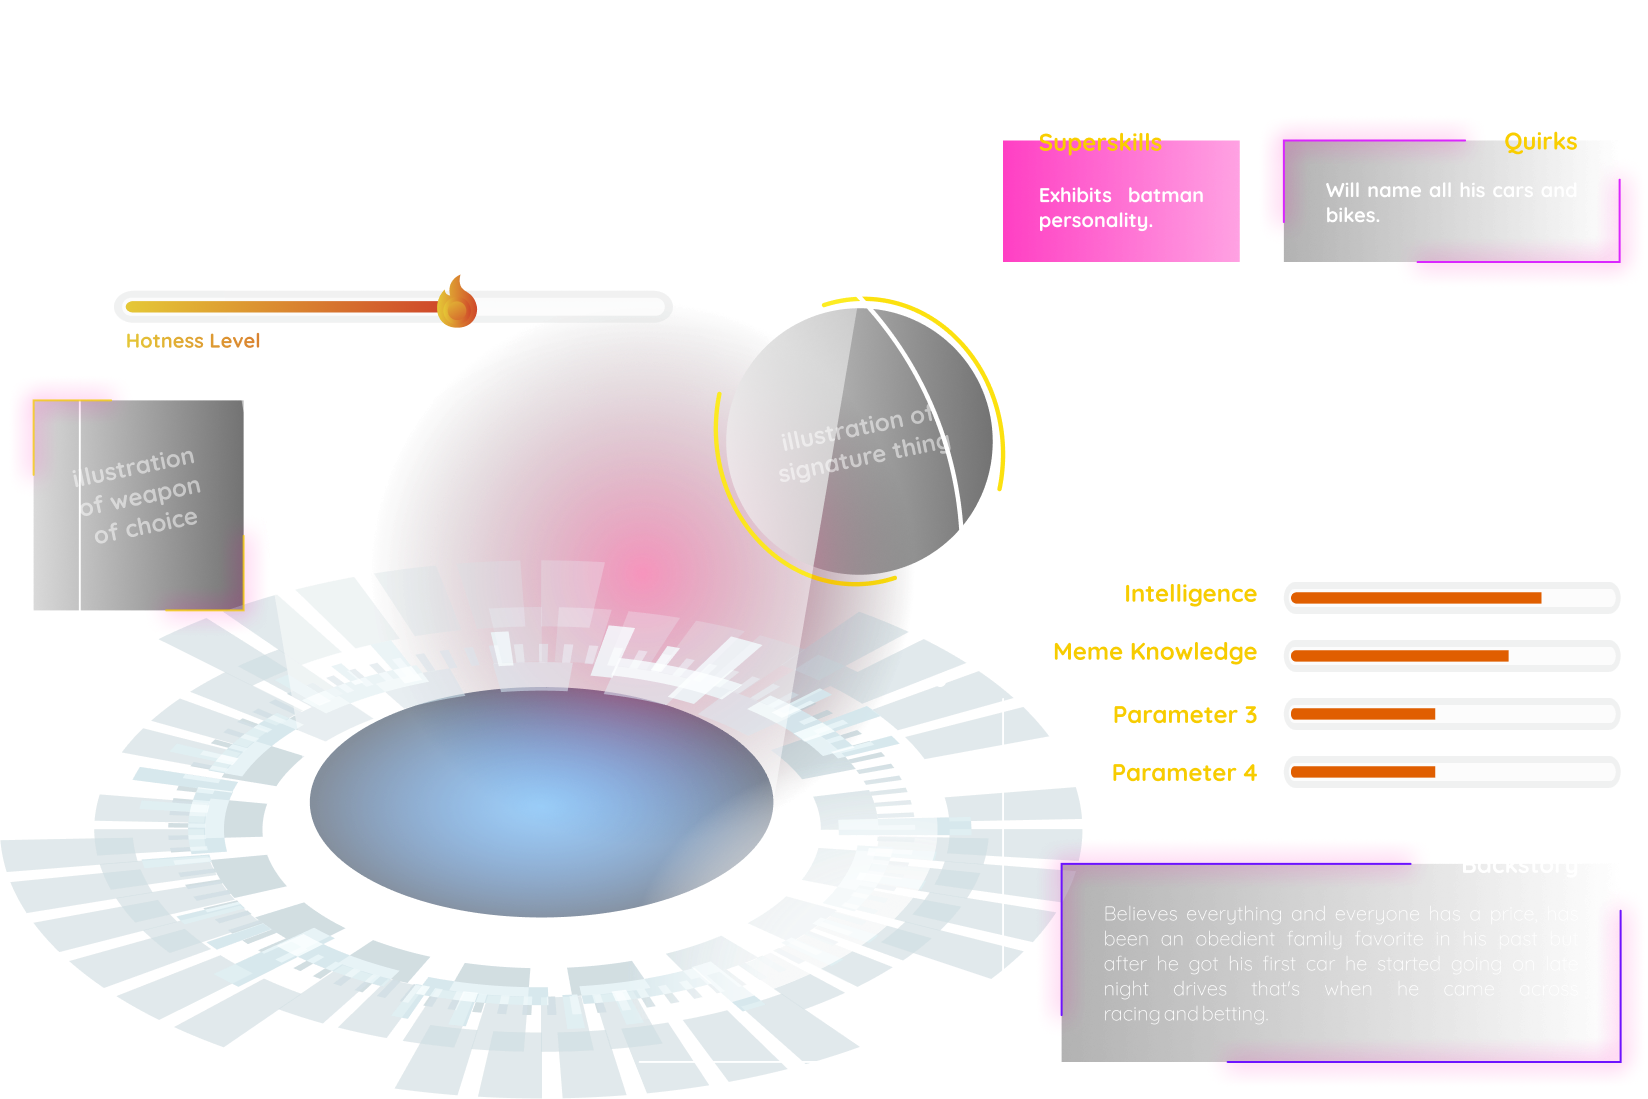 Superskills
Exhibits batman
personality.
Quirks
Will name all his cars and
bikes.
Hotness Level
illustration
of weapon
of choice
illustration of
signature thing
Intelligence
Meme Knowledge
Parameter 3
Parameter 4
Backstory
Believes everything and everyone has a price, has
been an obedient family favorite in his past but
after he got his first car he started going on late
night drives that's when he came across
racing and betting.